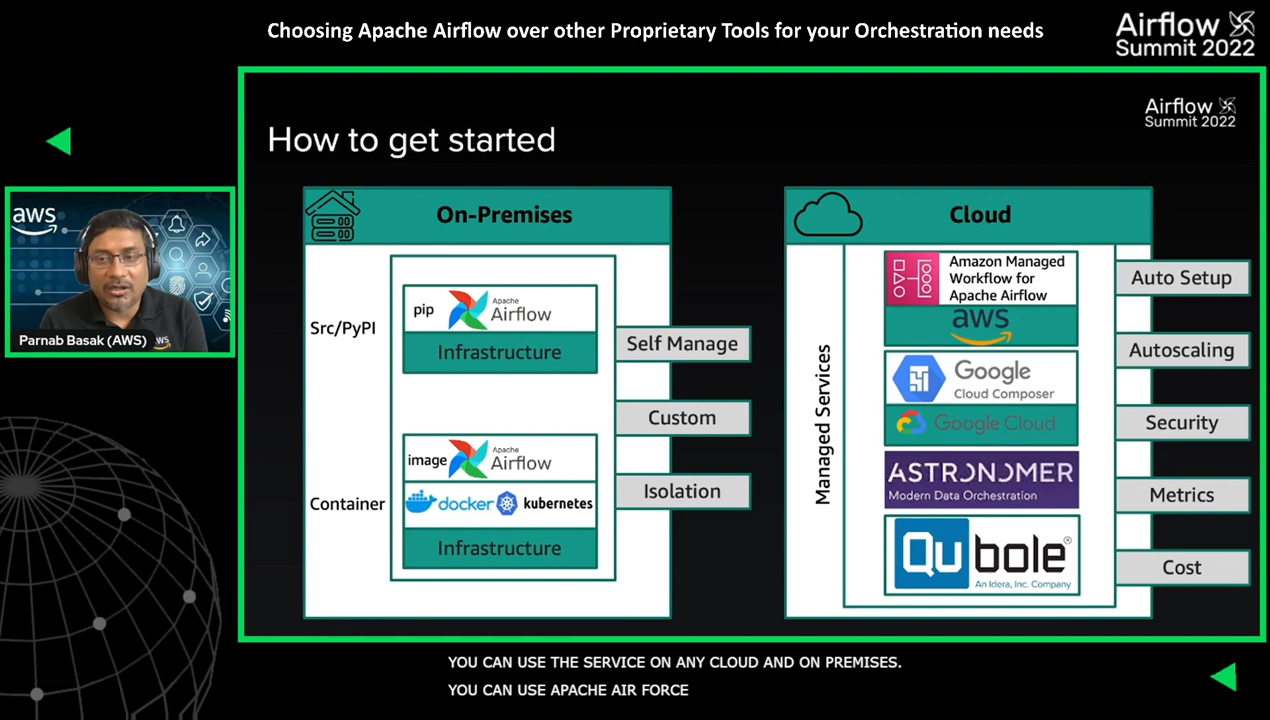 Choosing Apache Airflow over other Proprietary Tools for your Orchestration needs
Airflow
Summit 2022
Airflow
Summit 2022
How to get started
aws
Parnab Basak (AWS)
aws
On-Premises
Src/PyPI
pip
Apache
Airflow
Infrastructure
Container
image
Apache
Airflow
docker
kubernetes
Infrastructure
Self Manage
Custom
Isolation
Cloud
Managed Services
Amazon Managed
Workflow for
Apache Airflow
aws
Google
Cloud Composer
Google Cloud
ASTRONOMER
Modern Data Orchestration
Qubole®
An Idera, Inc. Company
Auto Setup
Autoscaling
Security
Metrics
Cost
YOU CAN USE THE SERVICE ON ANY CLOUD AND ON PREMISES.
YOU CAN USE APACHE AIR FORCE